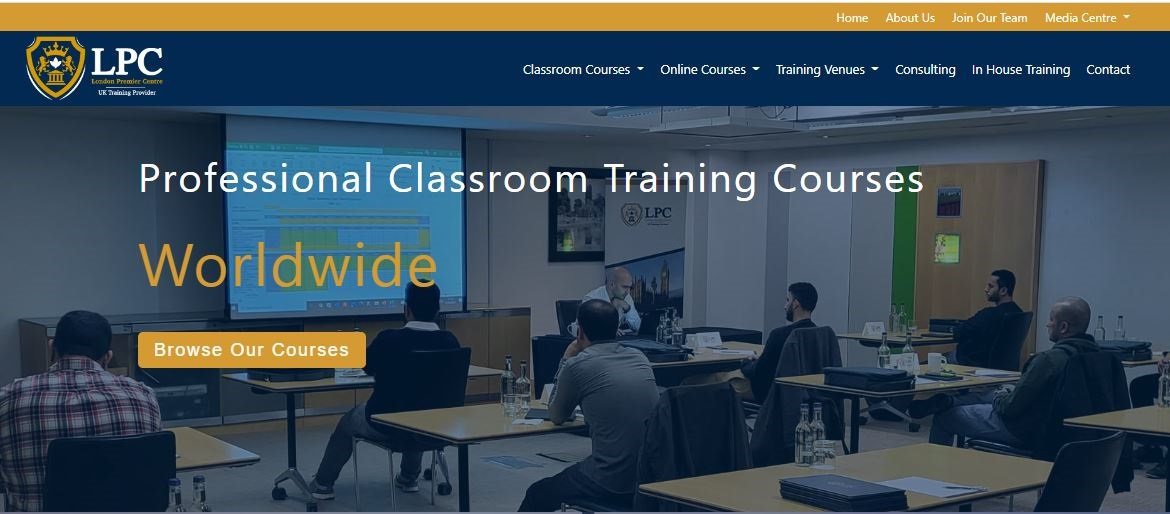 Home About Us Join Our Team Media Centre
LPC
London Premier Centre
UK Training Provider
Classroom Courses Online Courses Training Venues Consulting In House Training Contact
Professional Classroom Training Courses
LPC
Worldwide
Browse Our Courses